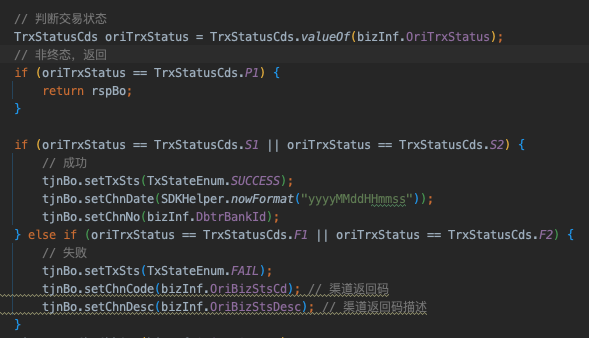 // 判断交易状态
TrxStatusCds oriTrxStatus = TrxStatusCds.valueOf(bizInf.OriTrxStatus);
// 非终态，返回
if (oriTrxStatus == TrxStatusCds.P1) {
return rspBo;
}
if (oriTrxStatus == TrxStatusCds.S1 || oriTrxStatus == TrxStatusCds.S2) {
// 成功
tjnBo.setTxSts(TxStateEnum.SUCCESS);
tjnBo.setChnDate(SDKHelper.nowFormat("yyyyMMddHHmmss"));
tjnBo.setChnNo(bizInf.DbtrBankId);
} else if (oriTrxStatus == TrxStatusCds.F1 || oriTrxStatus == TrxStatusCds.F2) {
// 失败
tjnBo.setTxSts(TxStateEnum.FAIL);
tjnBo.setChnCode(bizInf.OriBizStsCd); // 渠道返回码
tjnBo.setChnDesc(bizInf.OriBizStsDesc); // 渠道返回码描述
}